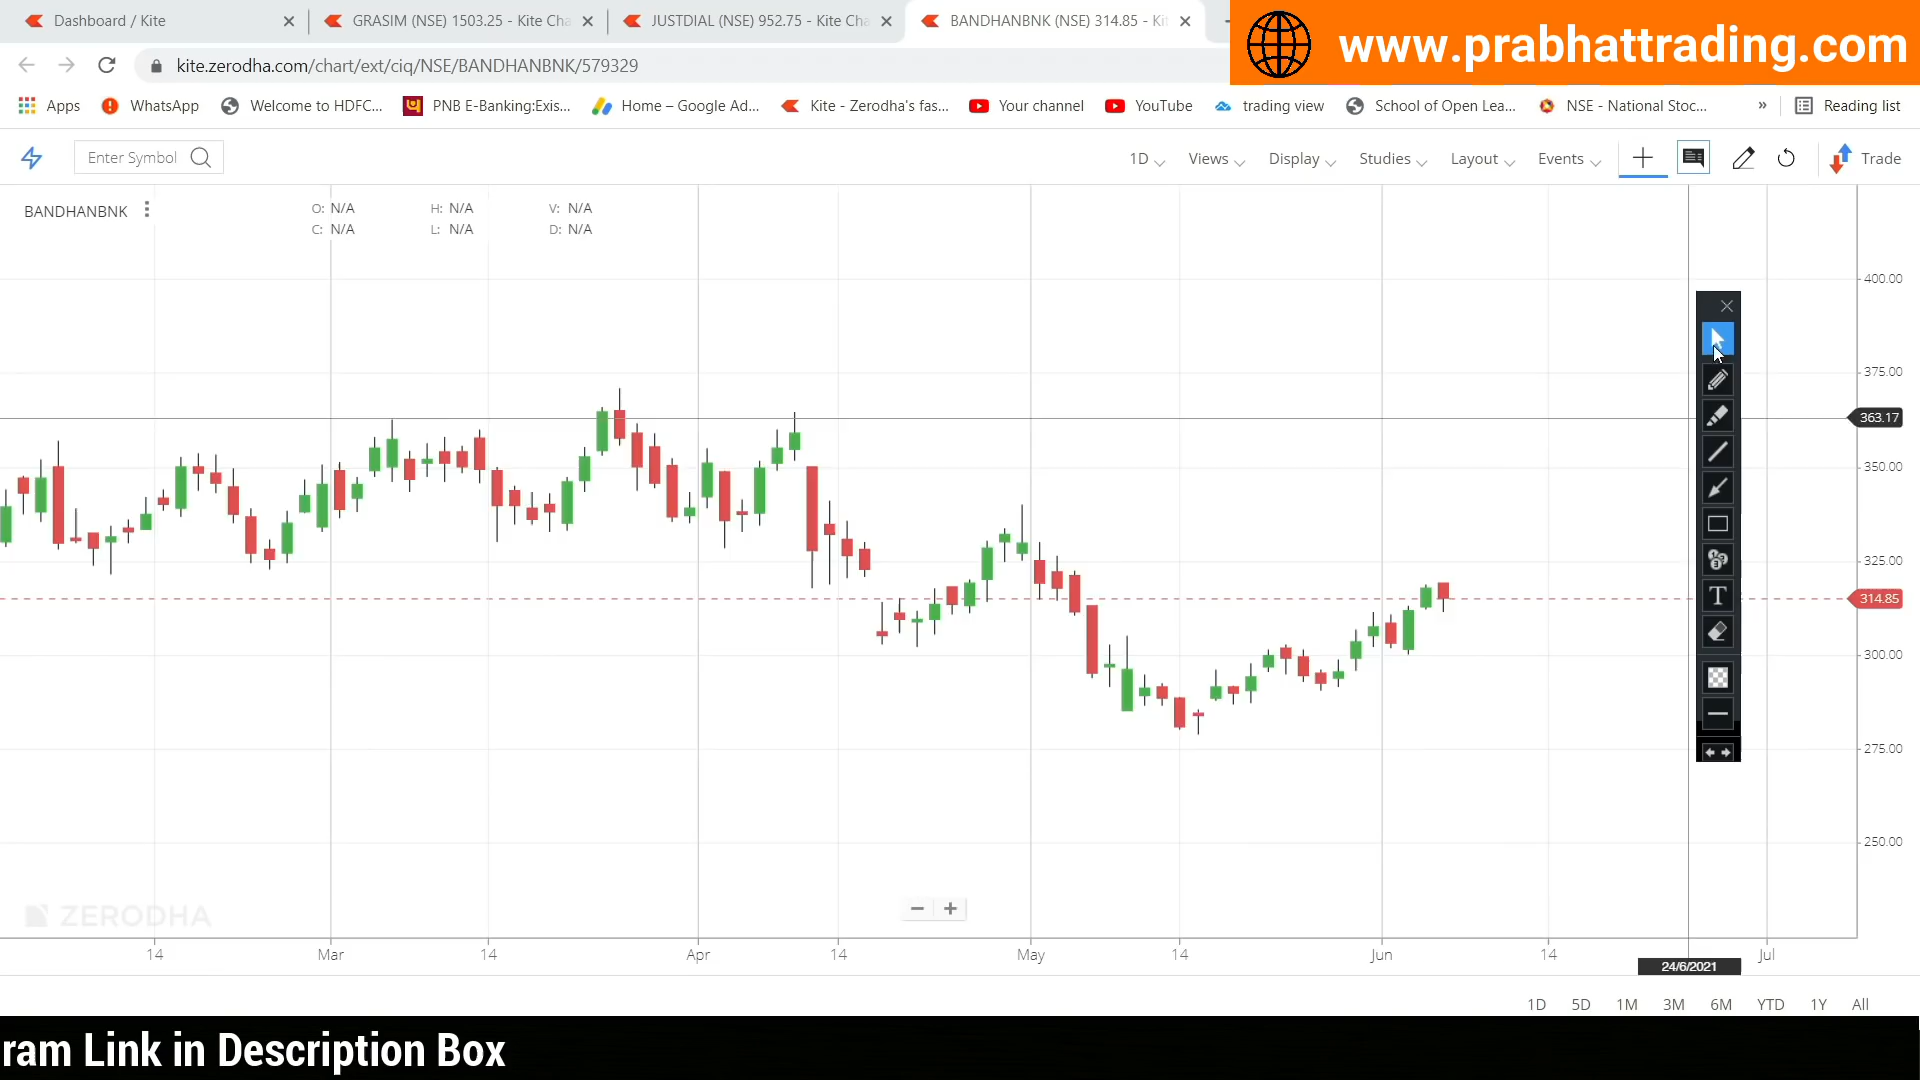 Dashboard / Kite
GRASIM (NSE) 1503.25 - Kite Cha
JUSTDIAL (NSE) 952.75 - Kite Cha
BANDHANBNK (NSE) 314.85 - Ki
www.prabhattrading.com
kite.zerodha.com/chart/ext/ciq/NSE/BANDHANBNK/579329
Apps WhatsApp Welcome to HDFC... PNB E-Banking:Exis... Home – Google Ad... Kite - Zerodha's fas... Your channel YouTube trading view School of Open Lea... NSE - National Stoc... » Reading list
Enter Symbol 1D Views Display Studies Layout Events Trade
BANDHANBNK
O: N/A H: N/A V: N/A
C: N/A L: N/A D: N/A
400.00
375.00
363.17
350.00
325.00
314.85
300.00
275.00
250.00
T
ZERODHA
14 Mar 14 Apr 14 May 14 Jun 14 Jul
24/6/2021
1D 5D 1M 3M 6M YTD 1Y All
ram Link in Description Box